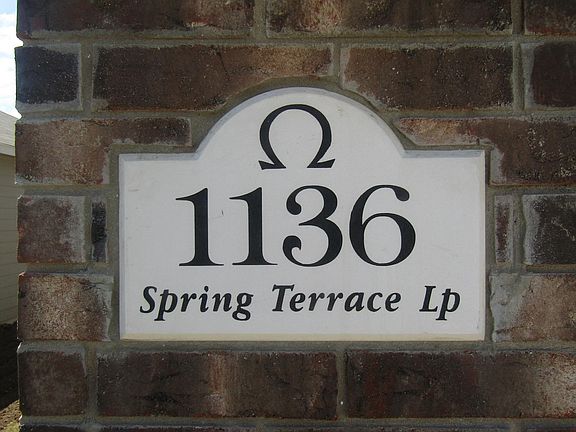 Ω
1136
Spring Terrace Lp